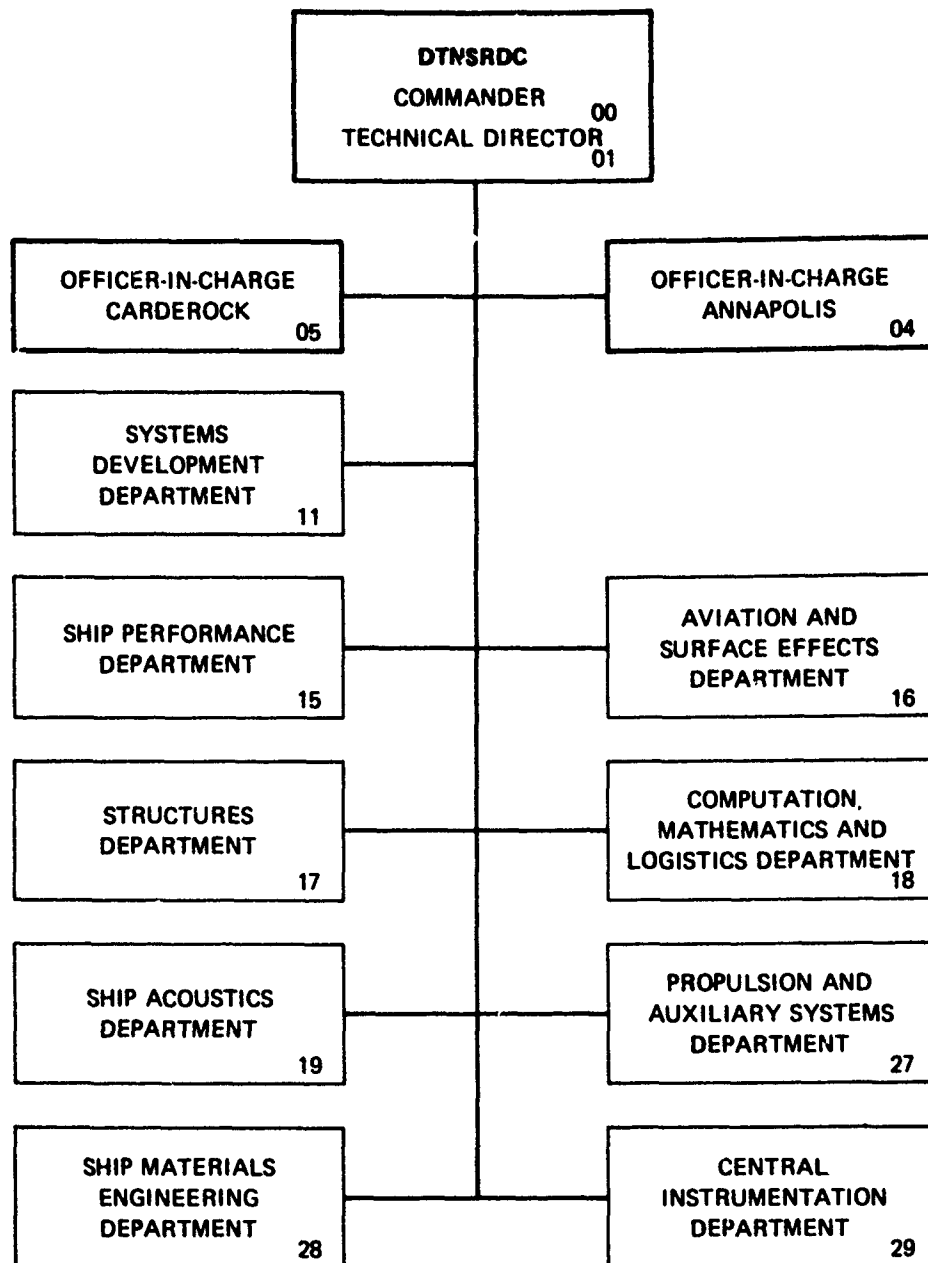 DTNSRDC
COMMANDER 00
TECHNICAL DIRECTOR 01
OFFICER-IN-CHARGE
CARDEROCK
05
OFFICER-IN-CHARGE
ANNAPOLIS
04
SYSTEMS
DEVELOPMENT
DEPARTMENT
11
SHIP PERFORMANCE
DEPARTMENT
15
AVIATION AND
SURFACE EFFECTS
DEPARTMENT
16
STRUCTURES
DEPARTMENT
17
COMPUTATION,
MATHEMATICS AND
LOGISTICS DEPARTMENT
18
SHIP ACOUSTICS
DEPARTMENT
19
PROPULSION AND
AUXILIARY SYSTEMS
DEPARTMENT
27
SHIP MATERIALS
ENGINEERING
DEPARTMENT
28
CENTRAL
INSTRUMENTATION
DEPARTMENT
29